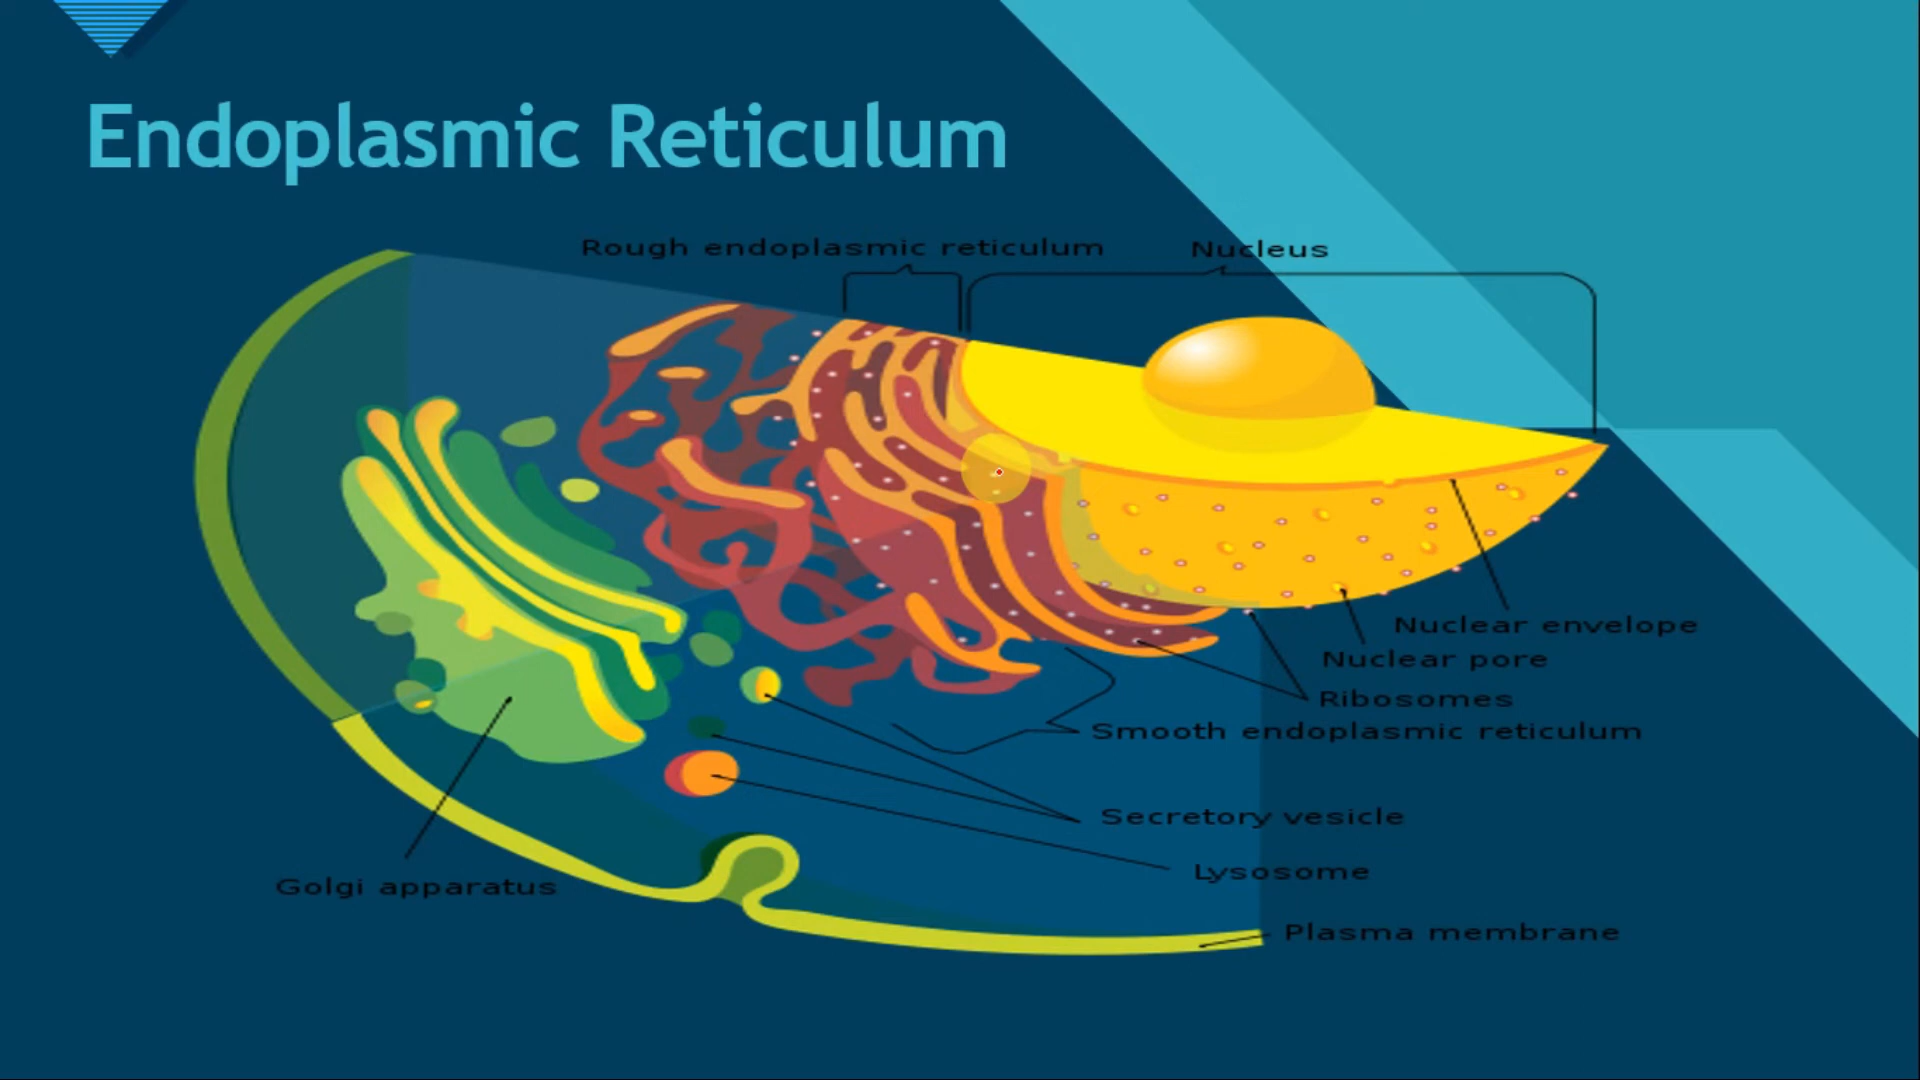 Endoplasmic Reticulum
Rough endoplasmic reticulum
Nucleus
Nuclear envelope
Nuclear pore
Ribosomes
Smooth endoplasmic reticulum
Secretory vesicle
Lysosome
Golgi apparatus
Plasma membrane